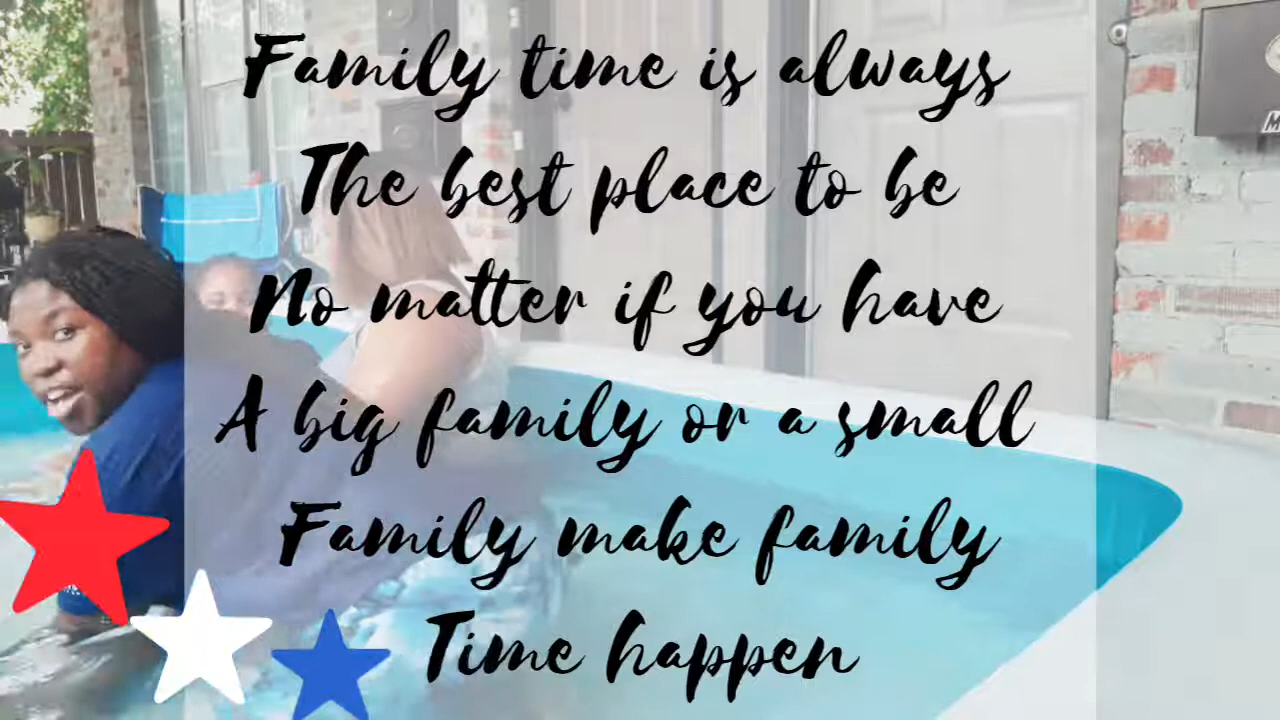 Family time is always
The best place to be
No matter if you have
A big family or a small
Family make family
Time happen